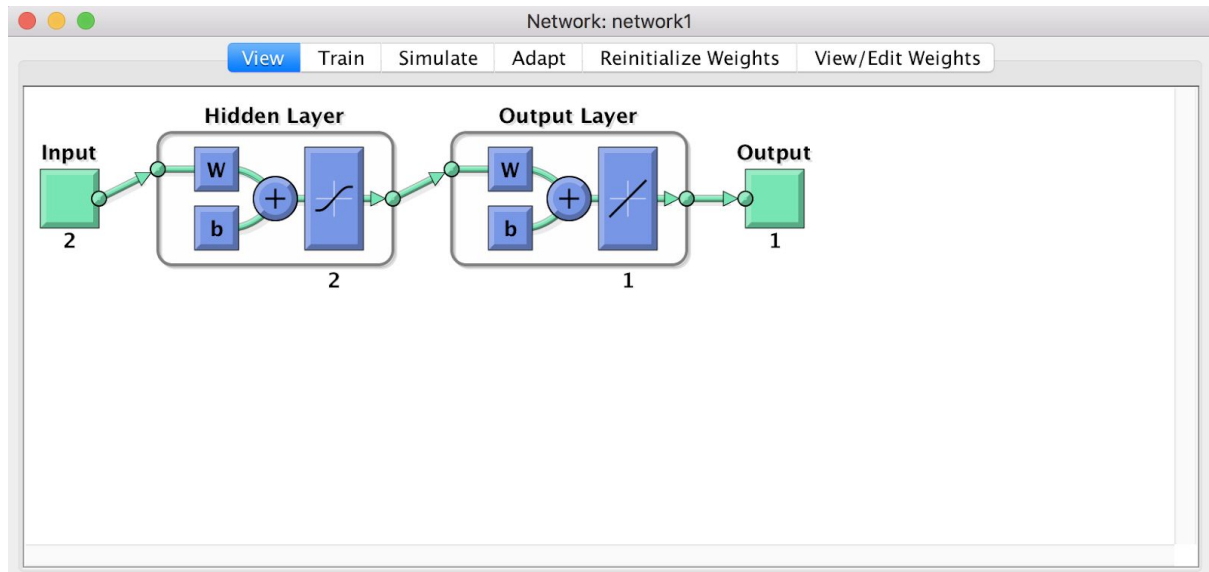 Network: network1
View Train Simulate Adapt Reinitialize Weights View/Edit Weights
Hidden Layer Output Layer
Input Output
W W
b b
2 1
2 1